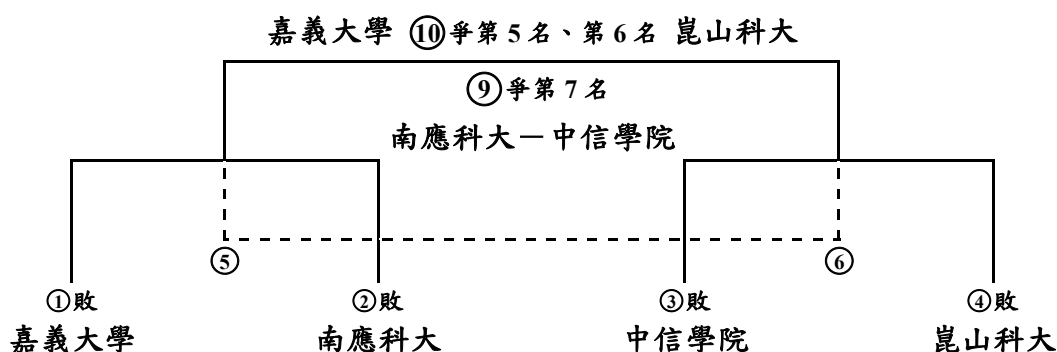 嘉義大學 ⑩爭第 5 名、第 6 名 崑山科大
⑨爭第 7 名
南應科大－中信學院
⑤ ⑥
①敗 ②敗 ③敗 ④敗
嘉義大學 南應科大 中信學院 崑山科大